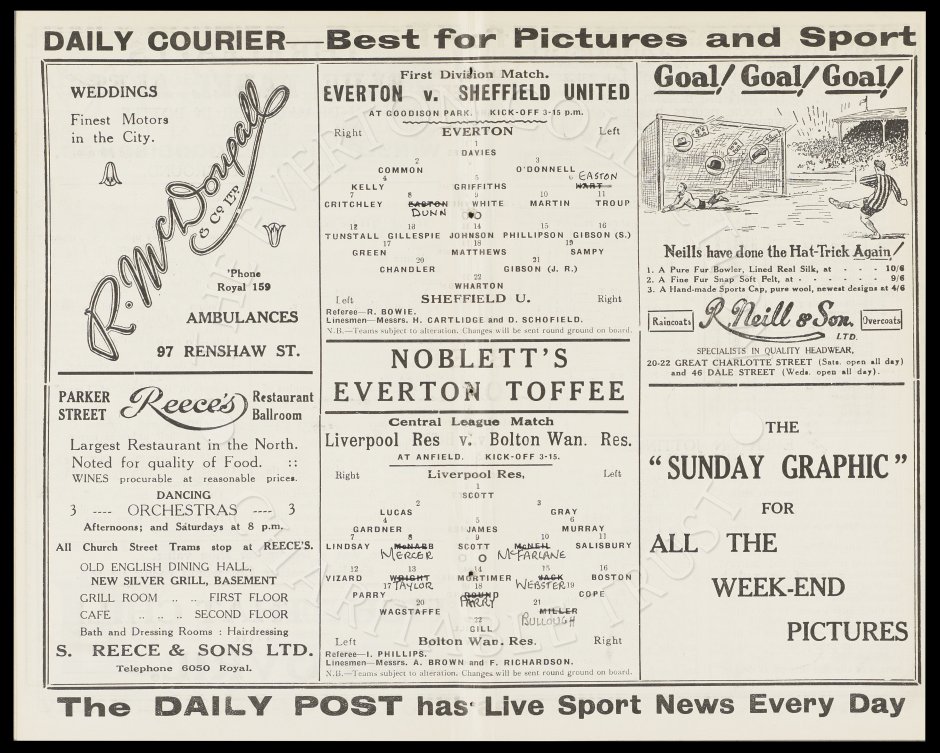 DAILY COURIER—Best for Pictures and Sport
WEDDINGS
Finest Motors
in the City.
R. McDougall
& Co LTD
'Phone
Royal 159
AMBULANCES
97 RENSHAW ST.
PARKER
STREET
Reece's
Restaurant
Ballroom
Largest Restaurant in the North.
Noted for quality of Food. ::
WINES procurable at reasonable prices.
DANCING
3 ---- ORCHESTRAS ---- 3
Afternoons; and Saturdays at 8 p.m.
All Church Street Trams stop at REECE'S.
OLD ENGLISH DINING HALL,
NEW SILVER GRILL, BASEMENT
GRILL ROOM .. .. FIRST FLOOR
CAFE .. .. .. SECOND FLOOR
Bath and Dressing Rooms : Hairdressing
S. REECE & SONS LTD.
Telephone 6050 Royal.
First Division Match.
EVERTON v. SHEFFIELD UNITED
AT GOODISON PARK. KICK-OFF 3-15 p.m.
Right EVERTON Left
1
DAVIES
2 3
COMMON O'DONNELL
4 5 6 EASTON
KELLY GRIFFITHS HART
7 8 9 10 11
CRITCHLEY EASTON WHITE MARTIN TROUP
DUNN
12 13 14 15 16
TUNSTALL GILLESPIE JOHNSON PHILLIPSON GIBSON (S.)
17 18 19
GREEN MATTHEWS SAMPY
20 21
CHANDLER GIBSON (J. R.)
22
WHARTON
Left SHEFFIELD U. Right
Referee—R. BOWIE.
Linesmen—Messrs. H. CARTLIDGE and D. SCHOFIELD.
N.B.—Teams subject to alteration. Changes will be sent round ground on board.
NOBLETT'S
EVERTON TOFFEE
Central League Match
Liverpool Res v. Bolton Wan. Res.
AT ANFIELD. KICK-OFF 3-15.
Right Liverpool Res, Left
1
SCOTT
2 3
LUCAS GRAY
4 5 6
GARDNER JAMES MURRAY
7 8 9 10 11
LINDSAY McNABB SCOTT McNEIL SALISBURY
MERCER McFARLANE
12 13 14 15 16
VIZARD WRIGHT MORTIMER JACK BOSTON
17 TAYLOR 18 WEBSTER 19
PARRY ROUND COPE
PARRY
20 21
WAGSTAFFE MILLER
22 BULLOUGH
GILL
Left Bolton Wan. Res. Right
Referee—I. PHILLIPS.
Linesmen—Messrs. A. BROWN and F. RICHARDSON.
N.B.—Teams subject to alteration. Changes will be sent round ground on board.
Goal! Goal! Goal!
Neills have done the Hat-Trick Again!
1. A Pure Fur Bowler, Lined Real Silk, at - - - 10/6
2. A Fine Fur Snap Soft Felt, at - - - - 9/6
3. A Hand-made Sports Cap, pure wool, newest designs at 4/6
Raincoats R. Neill & Son. LTD. Overcoats
SPECIALISTS IN QUALITY HEADWEAR,
20-22 GREAT CHARLOTTE STREET (Sats. open all day)
and 46 DALE STREET (Weds. open all day).
THE
"SUNDAY GRAPHIC"
FOR
ALL THE
WEEK-END
PICTURES
The DAILY POST has Live Sport News Every Day